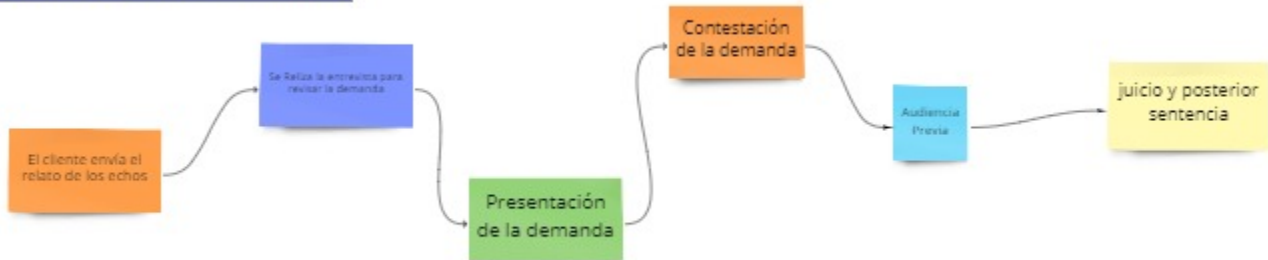 El cliente envía el
relato de los echos
Se Reliza la entrevista para
revisar la demanda
Presentación
de la demanda
Contestación
de la demanda
Audiencia
Previa
juicio y posterior
sentencia